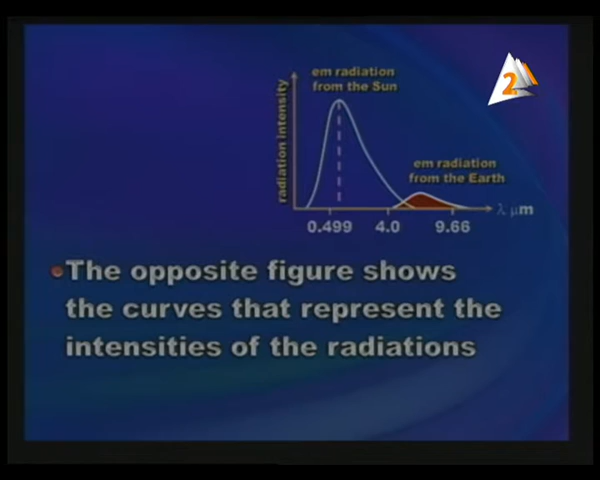 2
em radiation
from the Sun
radiation intensity
em radiation
from the Earth
λ μm
0.499 4.0 9.66
The opposite figure shows
the curves that represent the
intensities of the radiations